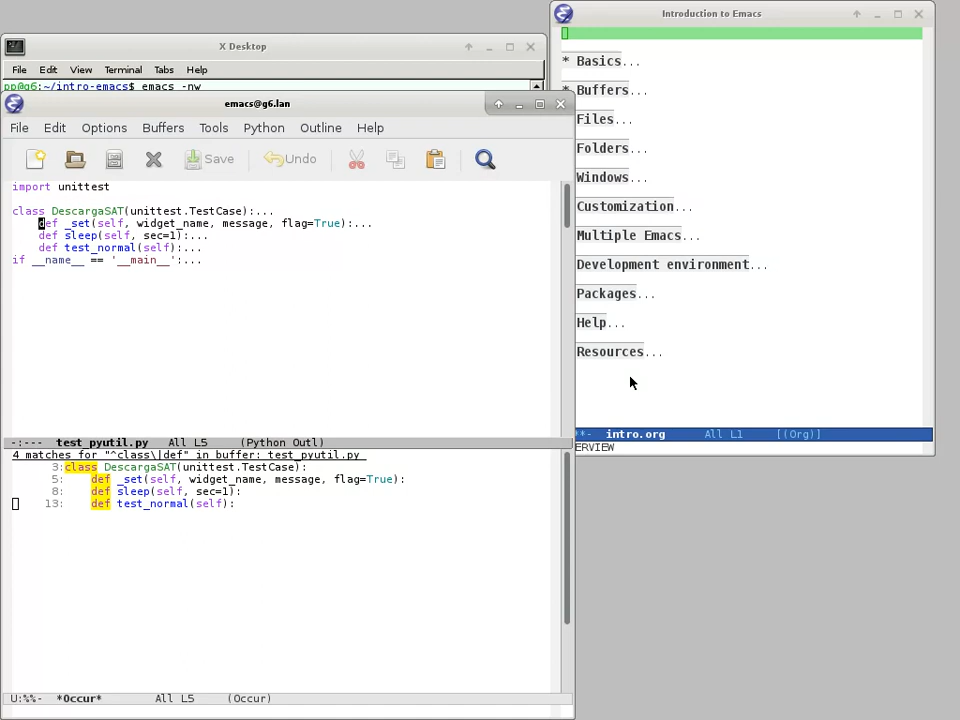 Introduction to Emacs
X Desktop
File Edit View Terminal Tabs Help
pp@g6:~/intro-emacs$ emacs -nw
emacs@g6.lan
File Edit Options Buffers Tools Python Outline Help
Save Undo
import unittest
class DescargaSAT(unittest.TestCase):...
def _set(self, widget_name, message, flag=True):...
def sleep(self, sec=1):...
def test_normal(self):...
if __name__ == '__main__':...
-:--- test_pyutil.py All L5 (Python Outl)
4 matches for "^class\|def" in buffer: test_pyutil.py
3:class DescargaSAT(unittest.TestCase):
5: def _set(self, widget_name, message, flag=True):
8: def sleep(self, sec=1):
13: def test_normal(self):
U:%%- *Occur* All L5 (Occur)
* Basics...
* Buffers...
Files...
Folders...
Windows...
Customization...
Multiple Emacs...
Development environment...
Packages...
Help...
Resources...
**- intro.org All L1 [(Org)]
ERVIEW